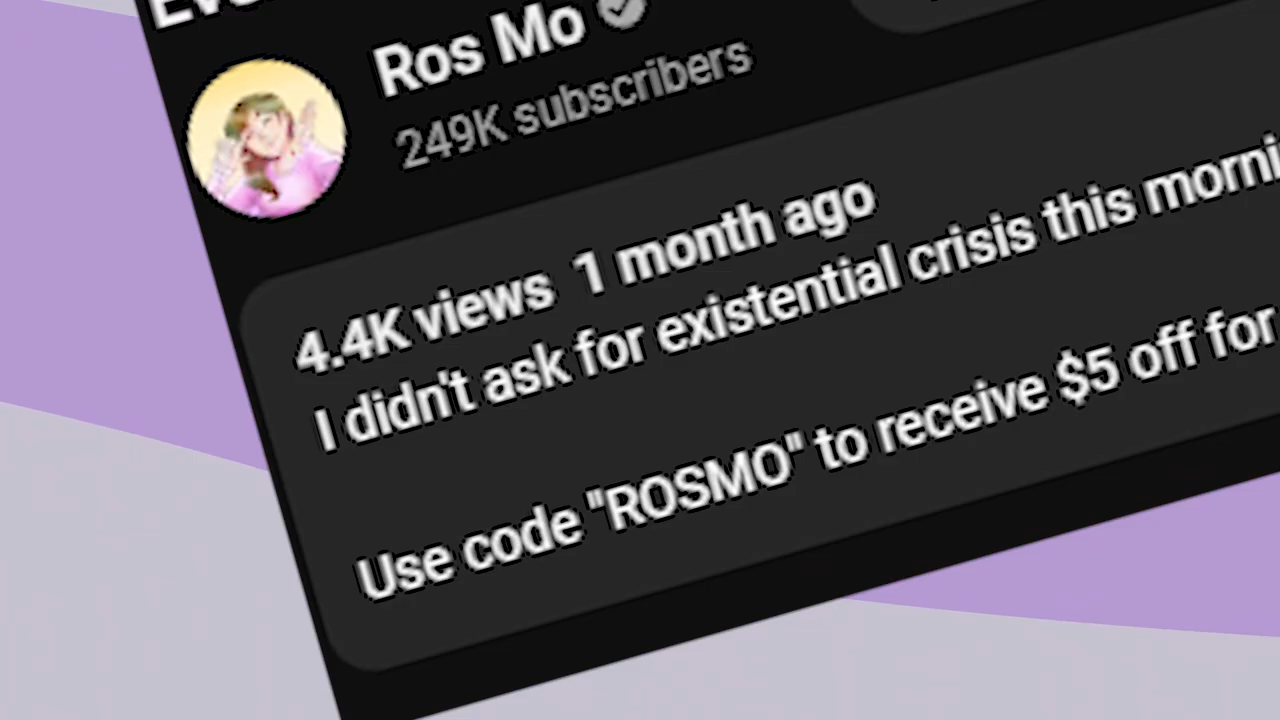 Ros Mo
249K subscribers
4.4K views 1 month ago
I didn't ask for existential crisis this
Use code "ROSMO" to receive $5 off for